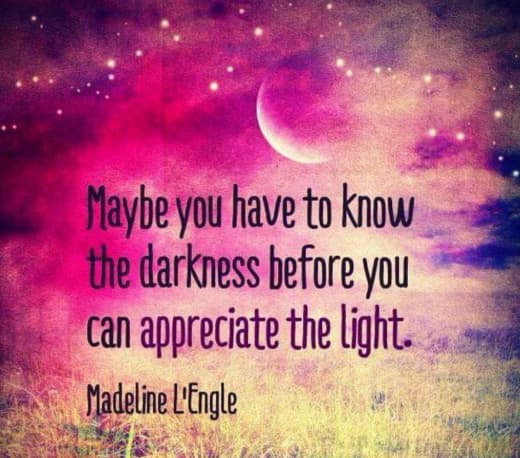 Maybe you have to know
the darkness before you
can appreciate the light.
Madeline L'Engle